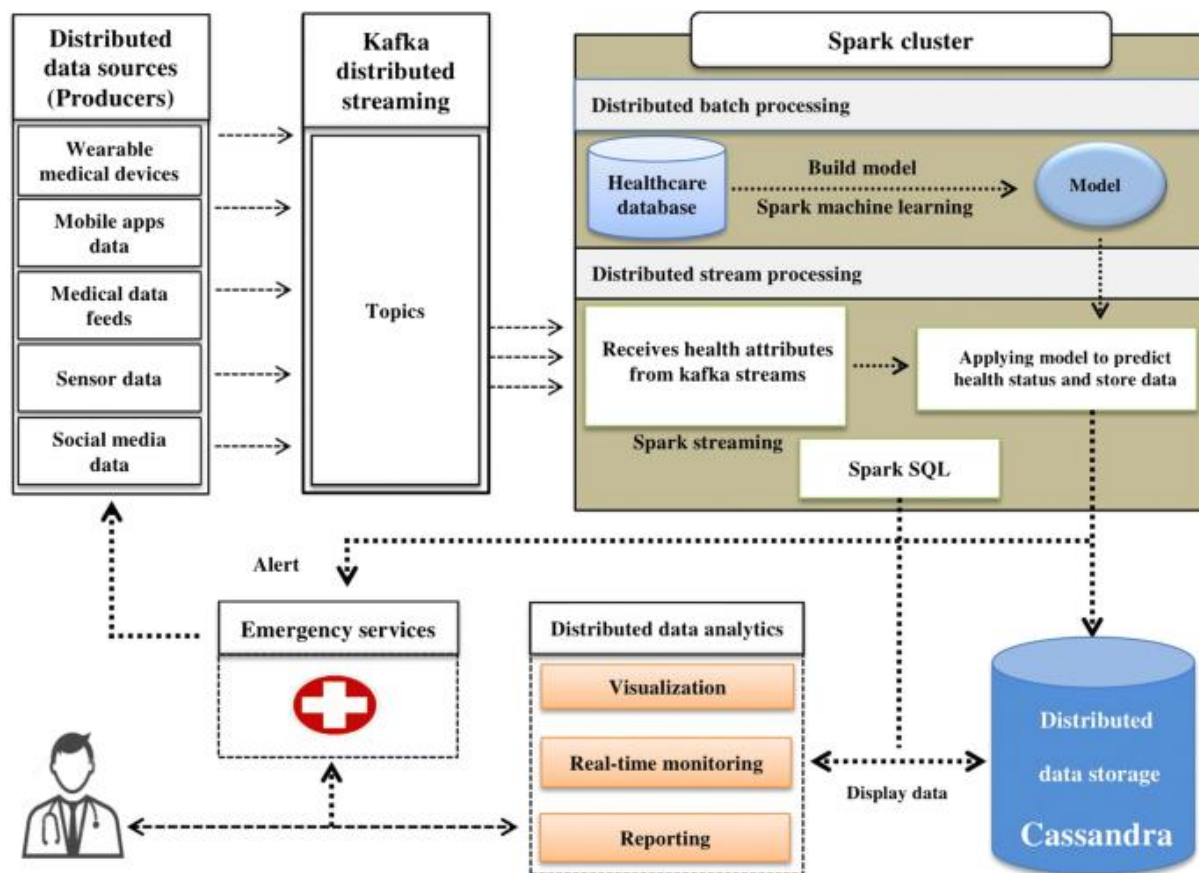 Distributed
data sources
(Producers)
Wearable
medical devices
Mobile apps
data
Medical data
feeds
Sensor data
Social media
data
Kafka
distributed
streaming
Topics
Spark cluster
Distributed batch processing
Healthcare
database
Build model
Spark machine learning
Model
Distributed stream processing
Receives health attributes
from kafka streams
Applying model to predict
health status and store data
Spark streaming
Spark SQL
Alert
Emergency services
Distributed data analytics
Visualization
Real-time monitoring
Reporting
Display data
Distributed
data storage
Cassandra